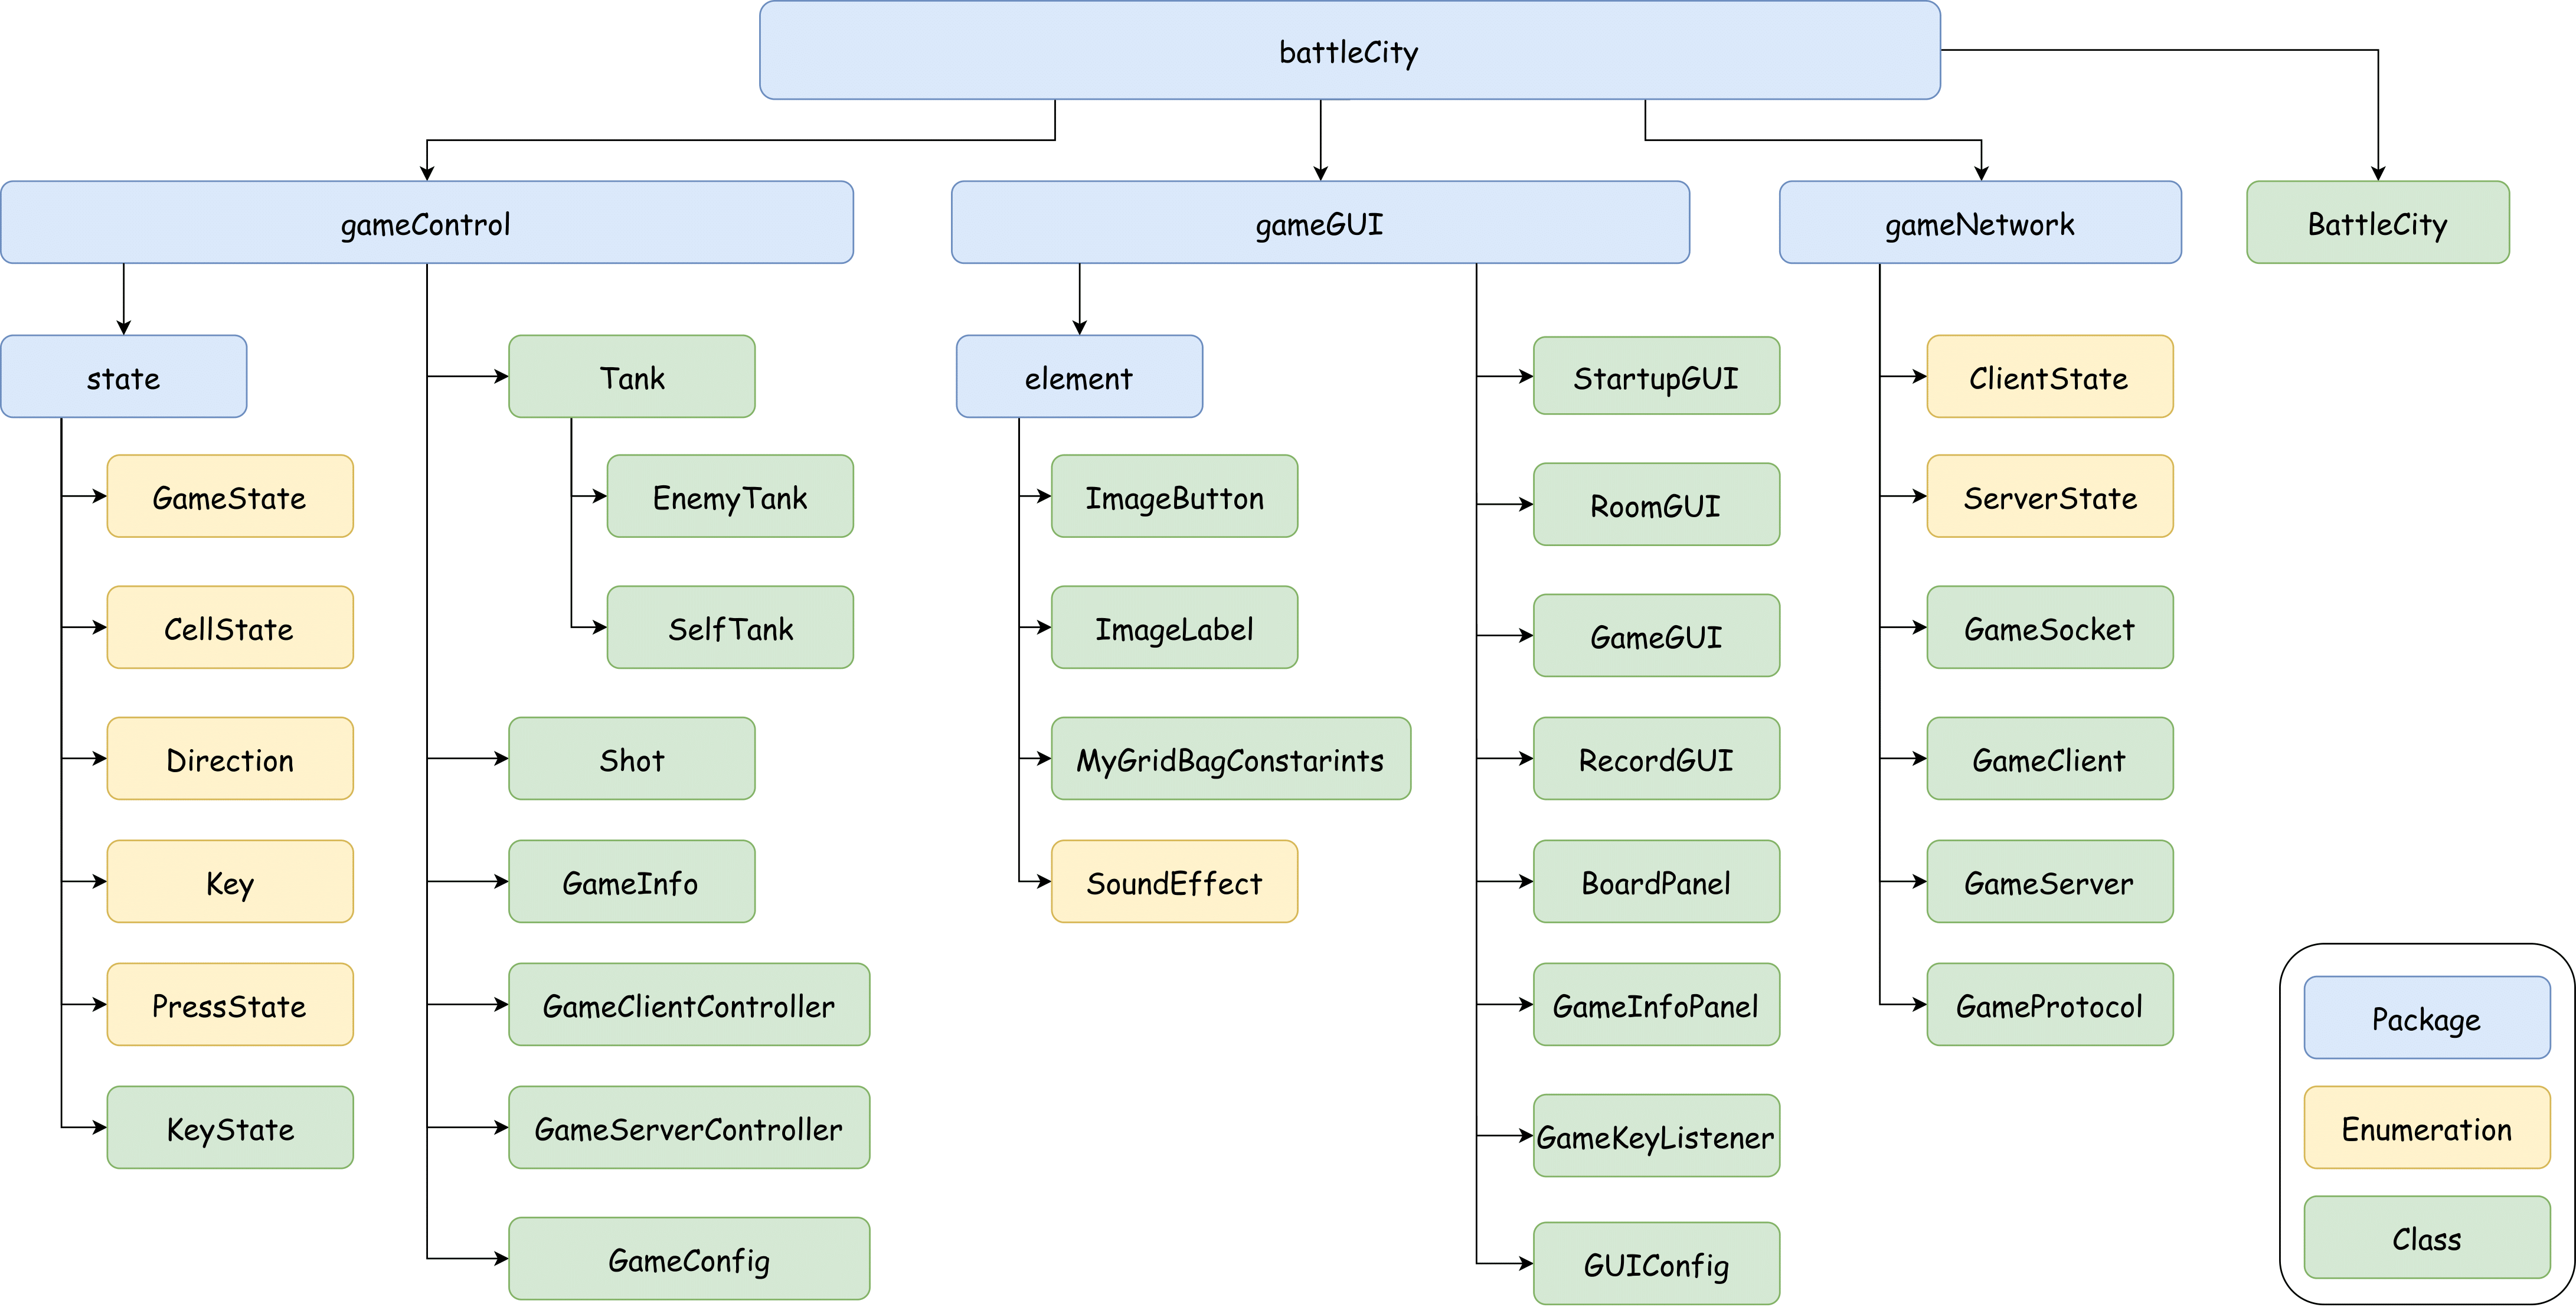 battleCity
gameControl
gameGUI
gameNetwork
BattleCity
state
Tank
element
StartupGUI
ClientState
GameState
EnemyTank
ImageButton
RoomGUI
ServerState
CellState
SelfTank
ImageLabel
GameGUI
GameSocket
Direction
Shot
MyGridBagConstarints
RecordGUI
GameClient
Key
GameInfo
SoundEffect
BoardPanel
GameServer
PressState
GameClientController
GameInfoPanel
GameProtocol
Package
KeyState
GameServerController
GameKeyListener
Enumeration
GameConfig
GUIConfig
Class